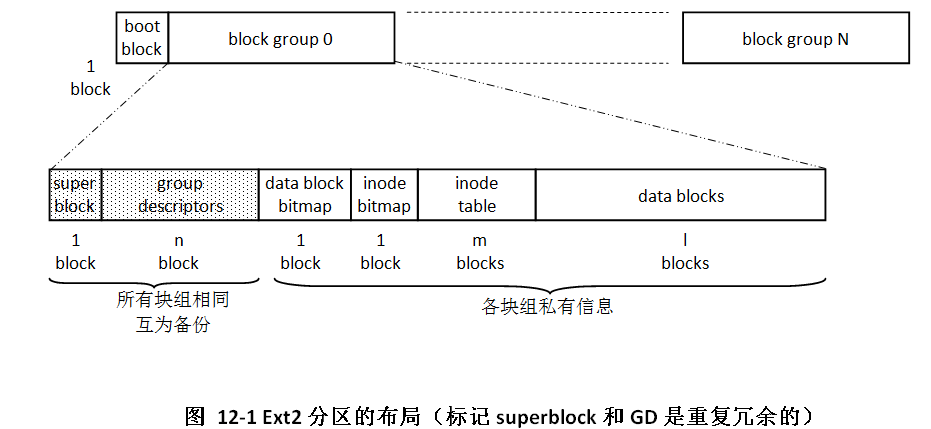 boot
block
block group 0
block group N
1
block
super
block
group
descriptors
data block
bitmap
inode
bitmap
inode
table
data blocks
1
block
n
block
1
block
1
block
m
blocks
l
blocks
所有块组相同
互为备份
各块组私有信息
图 12-1 Ext2 分区的布局（标记 superblock 和 GD 是重复冗余的）